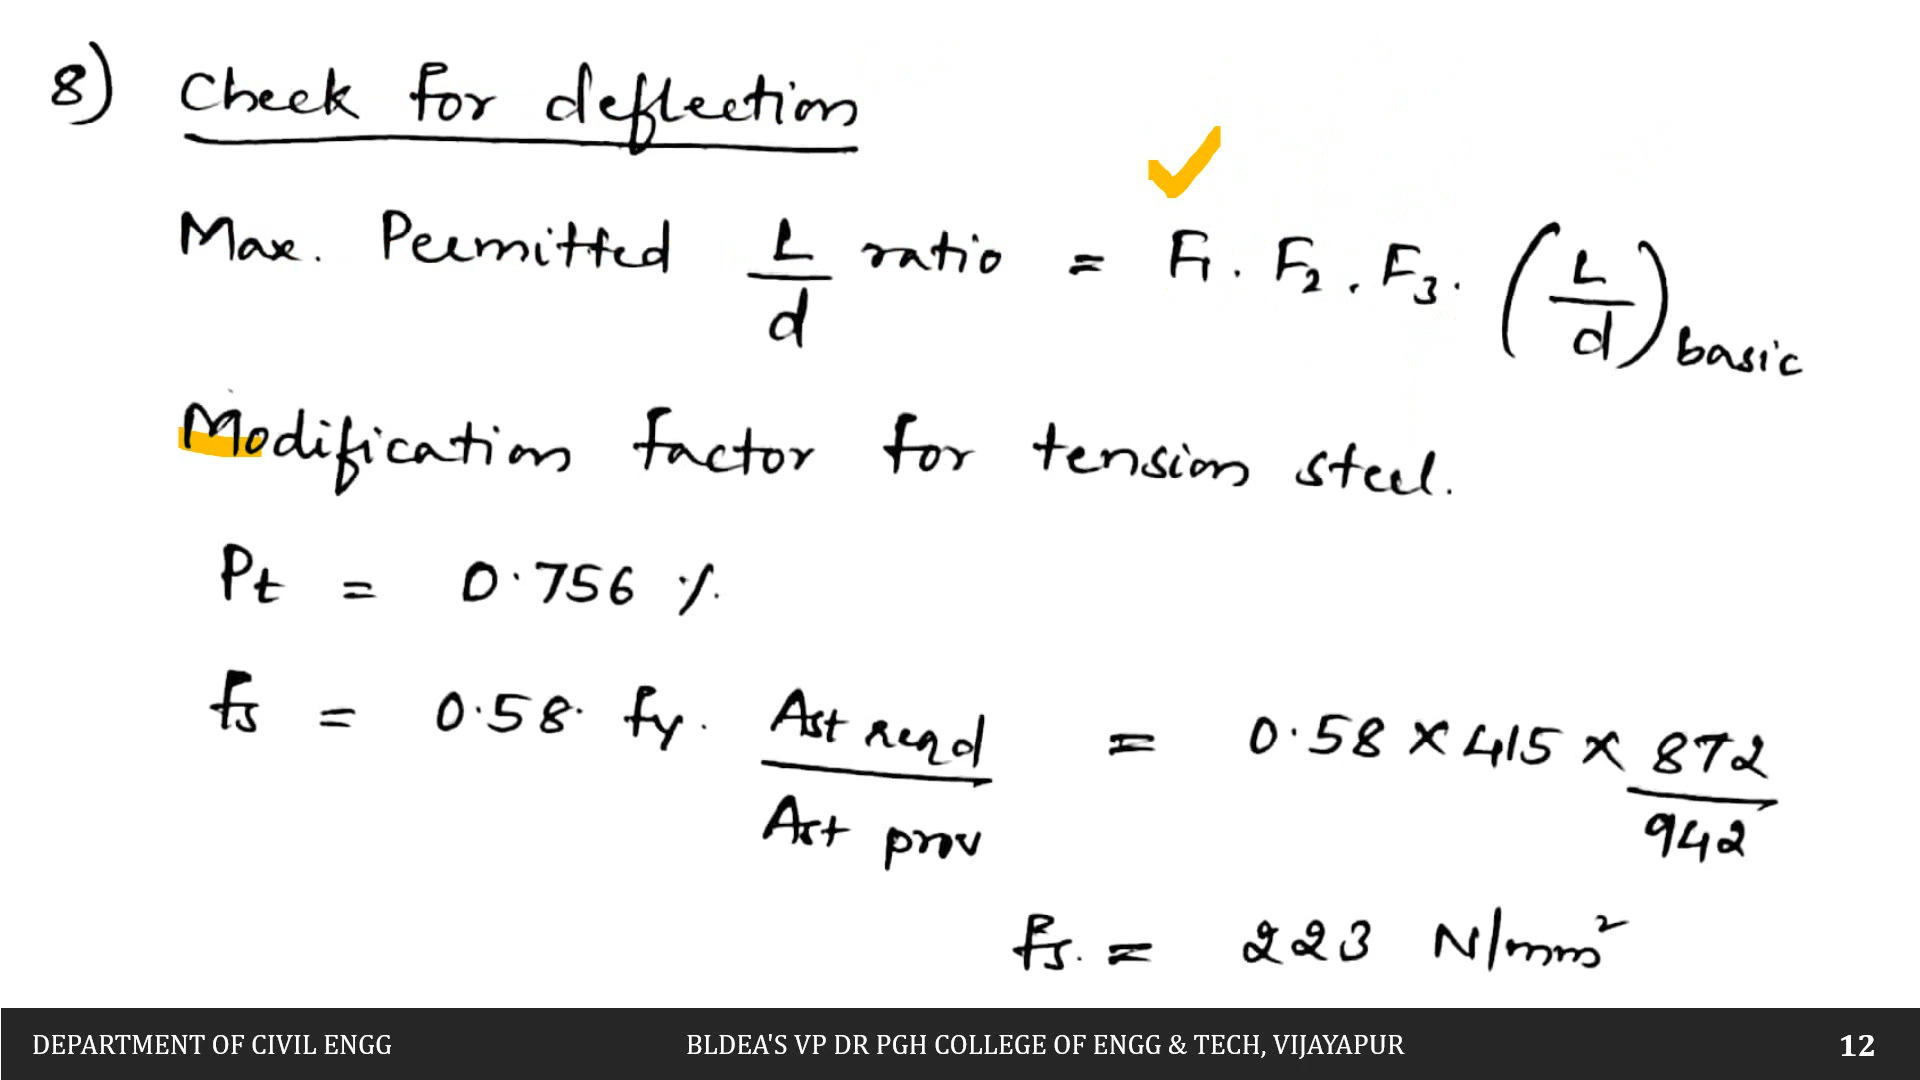 8) Check for deflection
Max. Permitted L/d ratio = F1 . F2 . F3 . (L/d) basic
Modification factor for tension steel.
Pt = 0.756 %
fs = 0.58 . fy . Ast reqd / Ast prov = 0.58 × 415 × 872 / 942
fs. = 223 N/mm²
DEPARTMENT OF CIVIL ENGG BLDEA'S VP DR PGH COLLEGE OF ENGG & TECH, VIJAYAPUR 12